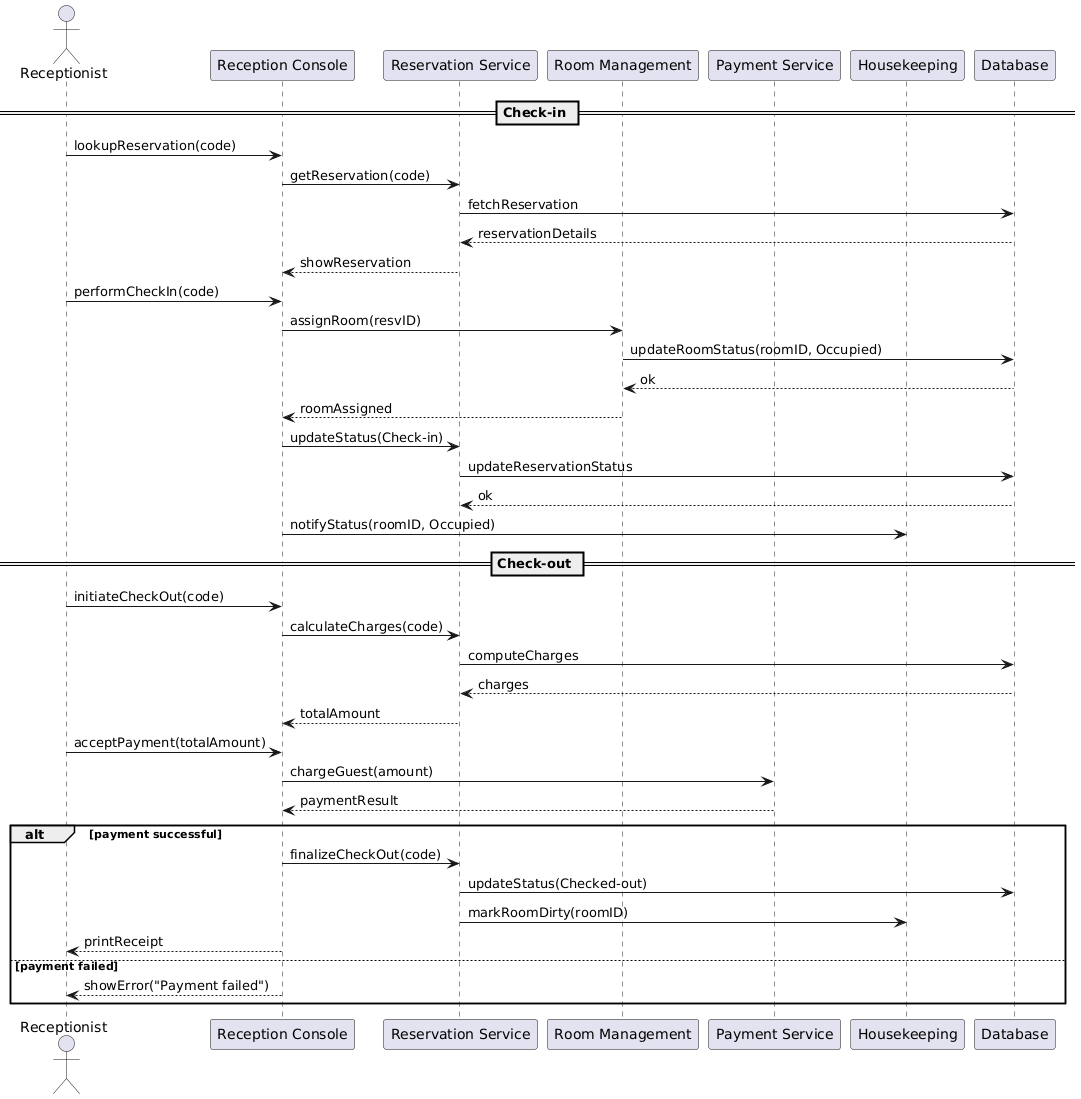 Receptionist
Reception Console
Reservation Service
Room Management
Payment Service
Housekeeping
Database
Check-in
lookupReservation(code)
getReservation(code)
fetchReservation
reservationDetails
showReservation
performCheckIn(code)
assignRoom(resvID)
updateRoomStatus(roomID, Occupied)
ok
roomAssigned
updateStatus(Check-in)
updateReservationStatus
ok
notifyStatus(roomID, Occupied)
Check-out
initiateCheckOut(code)
calculateCharges(code)
computeCharges
charges
totalAmount
acceptPayment(totalAmount)
chargeGuest(amount)
paymentResult
alt [payment successful]
finalizeCheckOut(code)
updateStatus(Checked-out)
markRoomDirty(roomID)
printReceipt
[payment failed]
showError("Payment failed")
Receptionist
Reception Console
Reservation Service
Room Management
Payment Service
Housekeeping
Database